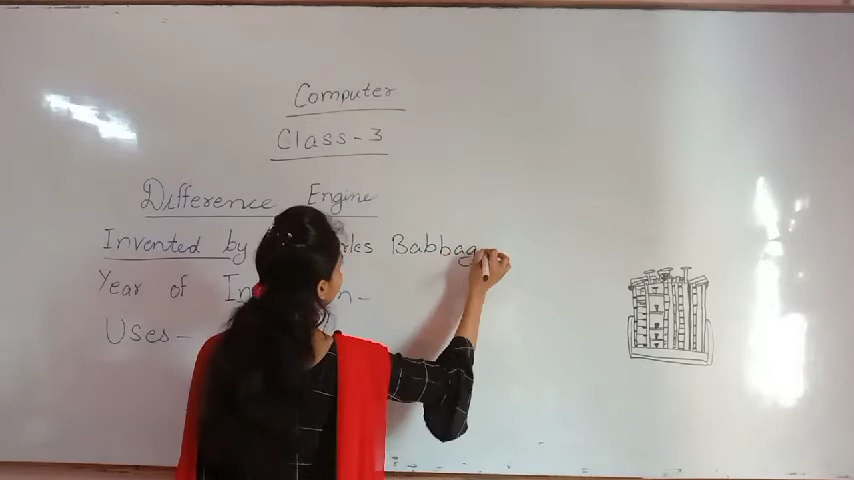 Computer
Class-3
Difference Engine
Invented by Babbag
Year of
Uses-